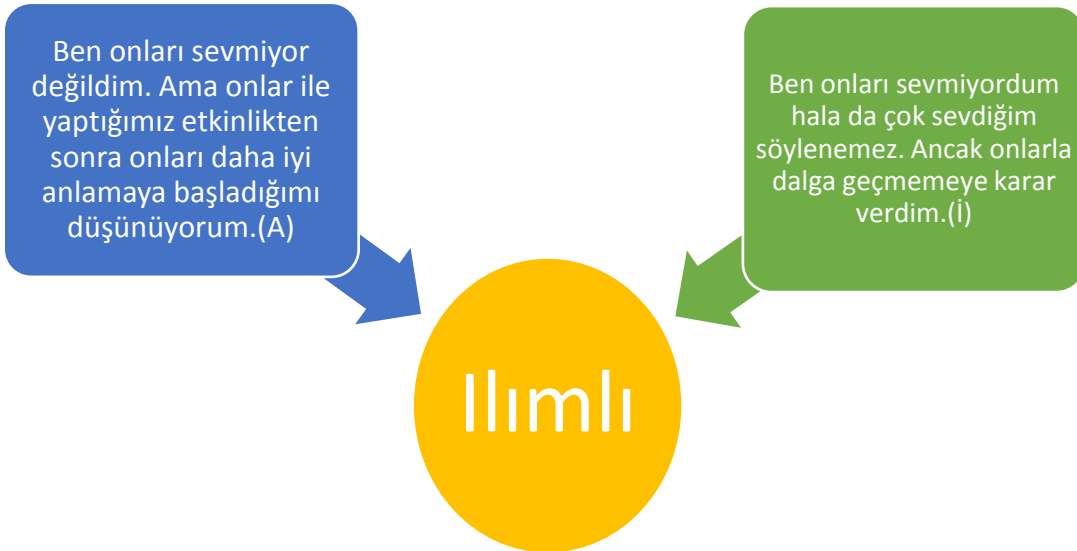 Ben onları sevmiyor
değildim. Ama onlar ile
yaptığımız etkinlikten
sonra onları daha iyi
anlamaya başladığımı
düşünüyorum.(A)
Ben onları sevmiyordum
hala da çok sevdiğim
söylenemez. Ancak onlarla
dalga geçmemeye karar
verdim.(İ)
Ilımlı